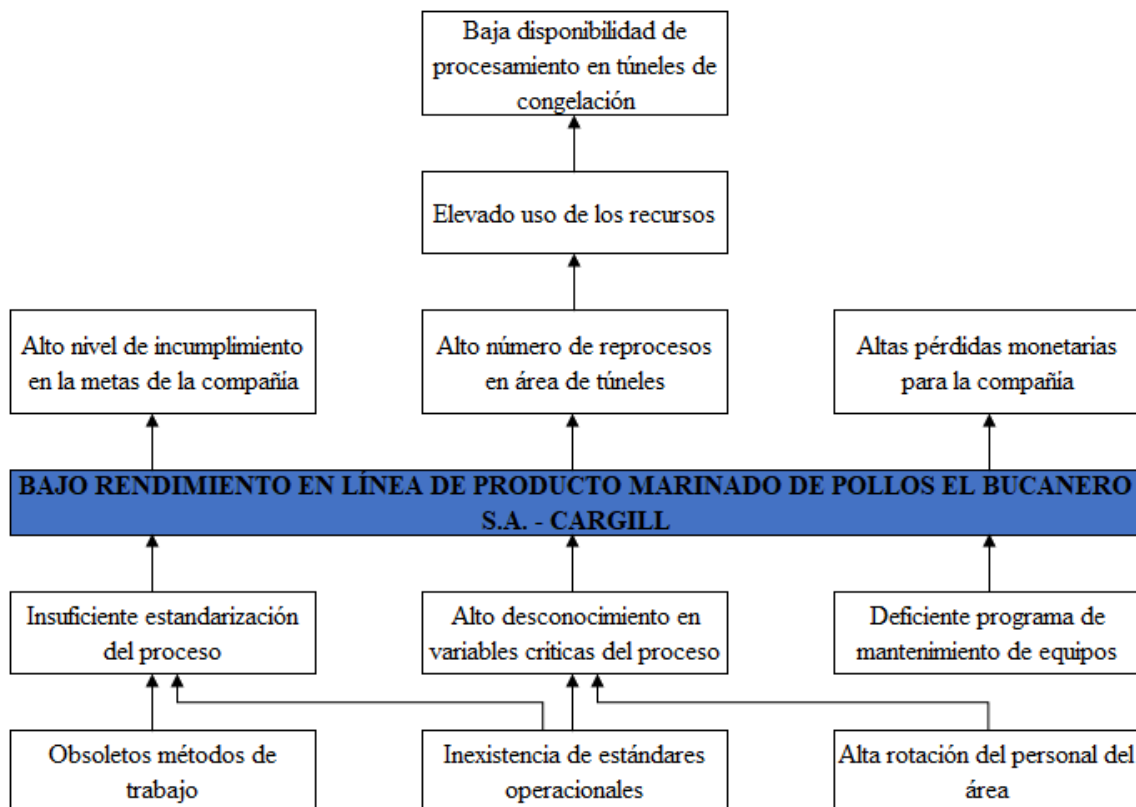 Baja disponibilidad de
procesamiento en túneles de
congelación
Elevado uso de los recursos
Alto nivel de incumplimiento
en la metas de la compañía
Alto número de reprocesos
en área de túneles
Altas pérdidas monetarias
para la compañía
BAJO RENDIMIENTO EN LÍNEA DE PRODUCTO MARINADO DE POLLOS EL BUCANERO
S.A. - CARGILL
Insuficiente estandarización
del proceso
Alto desconocimiento en
variables críticas del proceso
Deficiente programa de
mantenimiento de equipos
Obsoletos métodos de
trabajo
Inexistencia de estándares
operacionales
Alta rotación del personal del
área